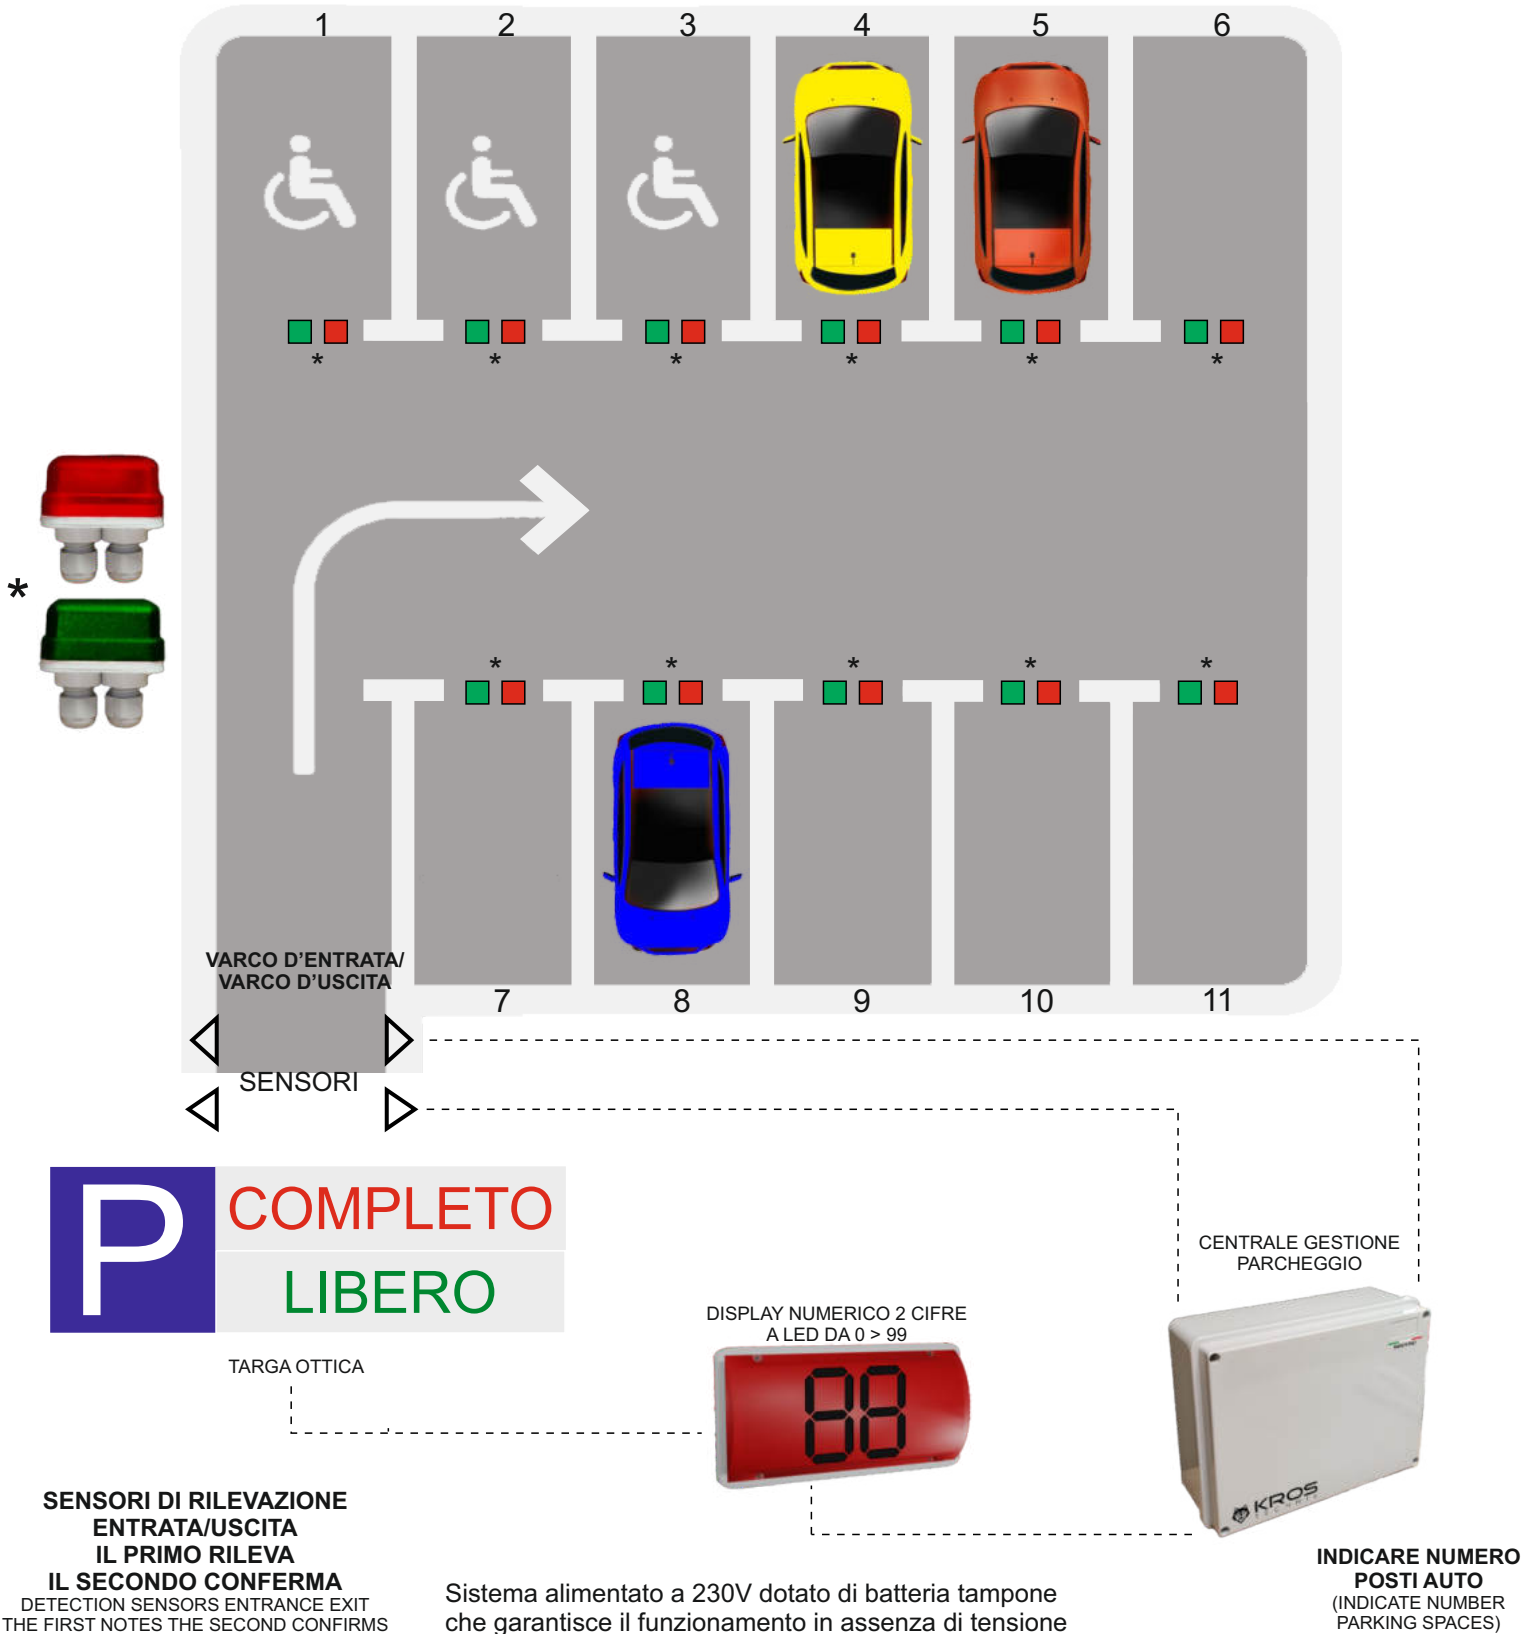 1 2 3 4 5 6
* * * * * *
*
* * * * *
VARCO D'ENTRATA/
VARCO D'USCITA
7 8 9 10 11
SENSORI
P
COMPLETO
LIBERO
CENTRALE GESTIONE
PARCHEGGIO
DISPLAY NUMERICO 2 CIFRE
A LED DA 0 > 99
TARGA OTTICA
88
KROS
SENSORI DI RILEVAZIONE
ENTRATA/USCITA
IL PRIMO RILEVA
IL SECONDO CONFERMA
DETECTION SENSORS ENTRANCE EXIT
THE FIRST NOTES THE SECOND CONFIRMS
Sistema alimentato a 230V dotato di batteria tampone
che garantisce il funzionamento in assenza di tensione
INDICARE NUMERO
POSTI AUTO
(INDICATE NUMBER
PARKING SPACES)